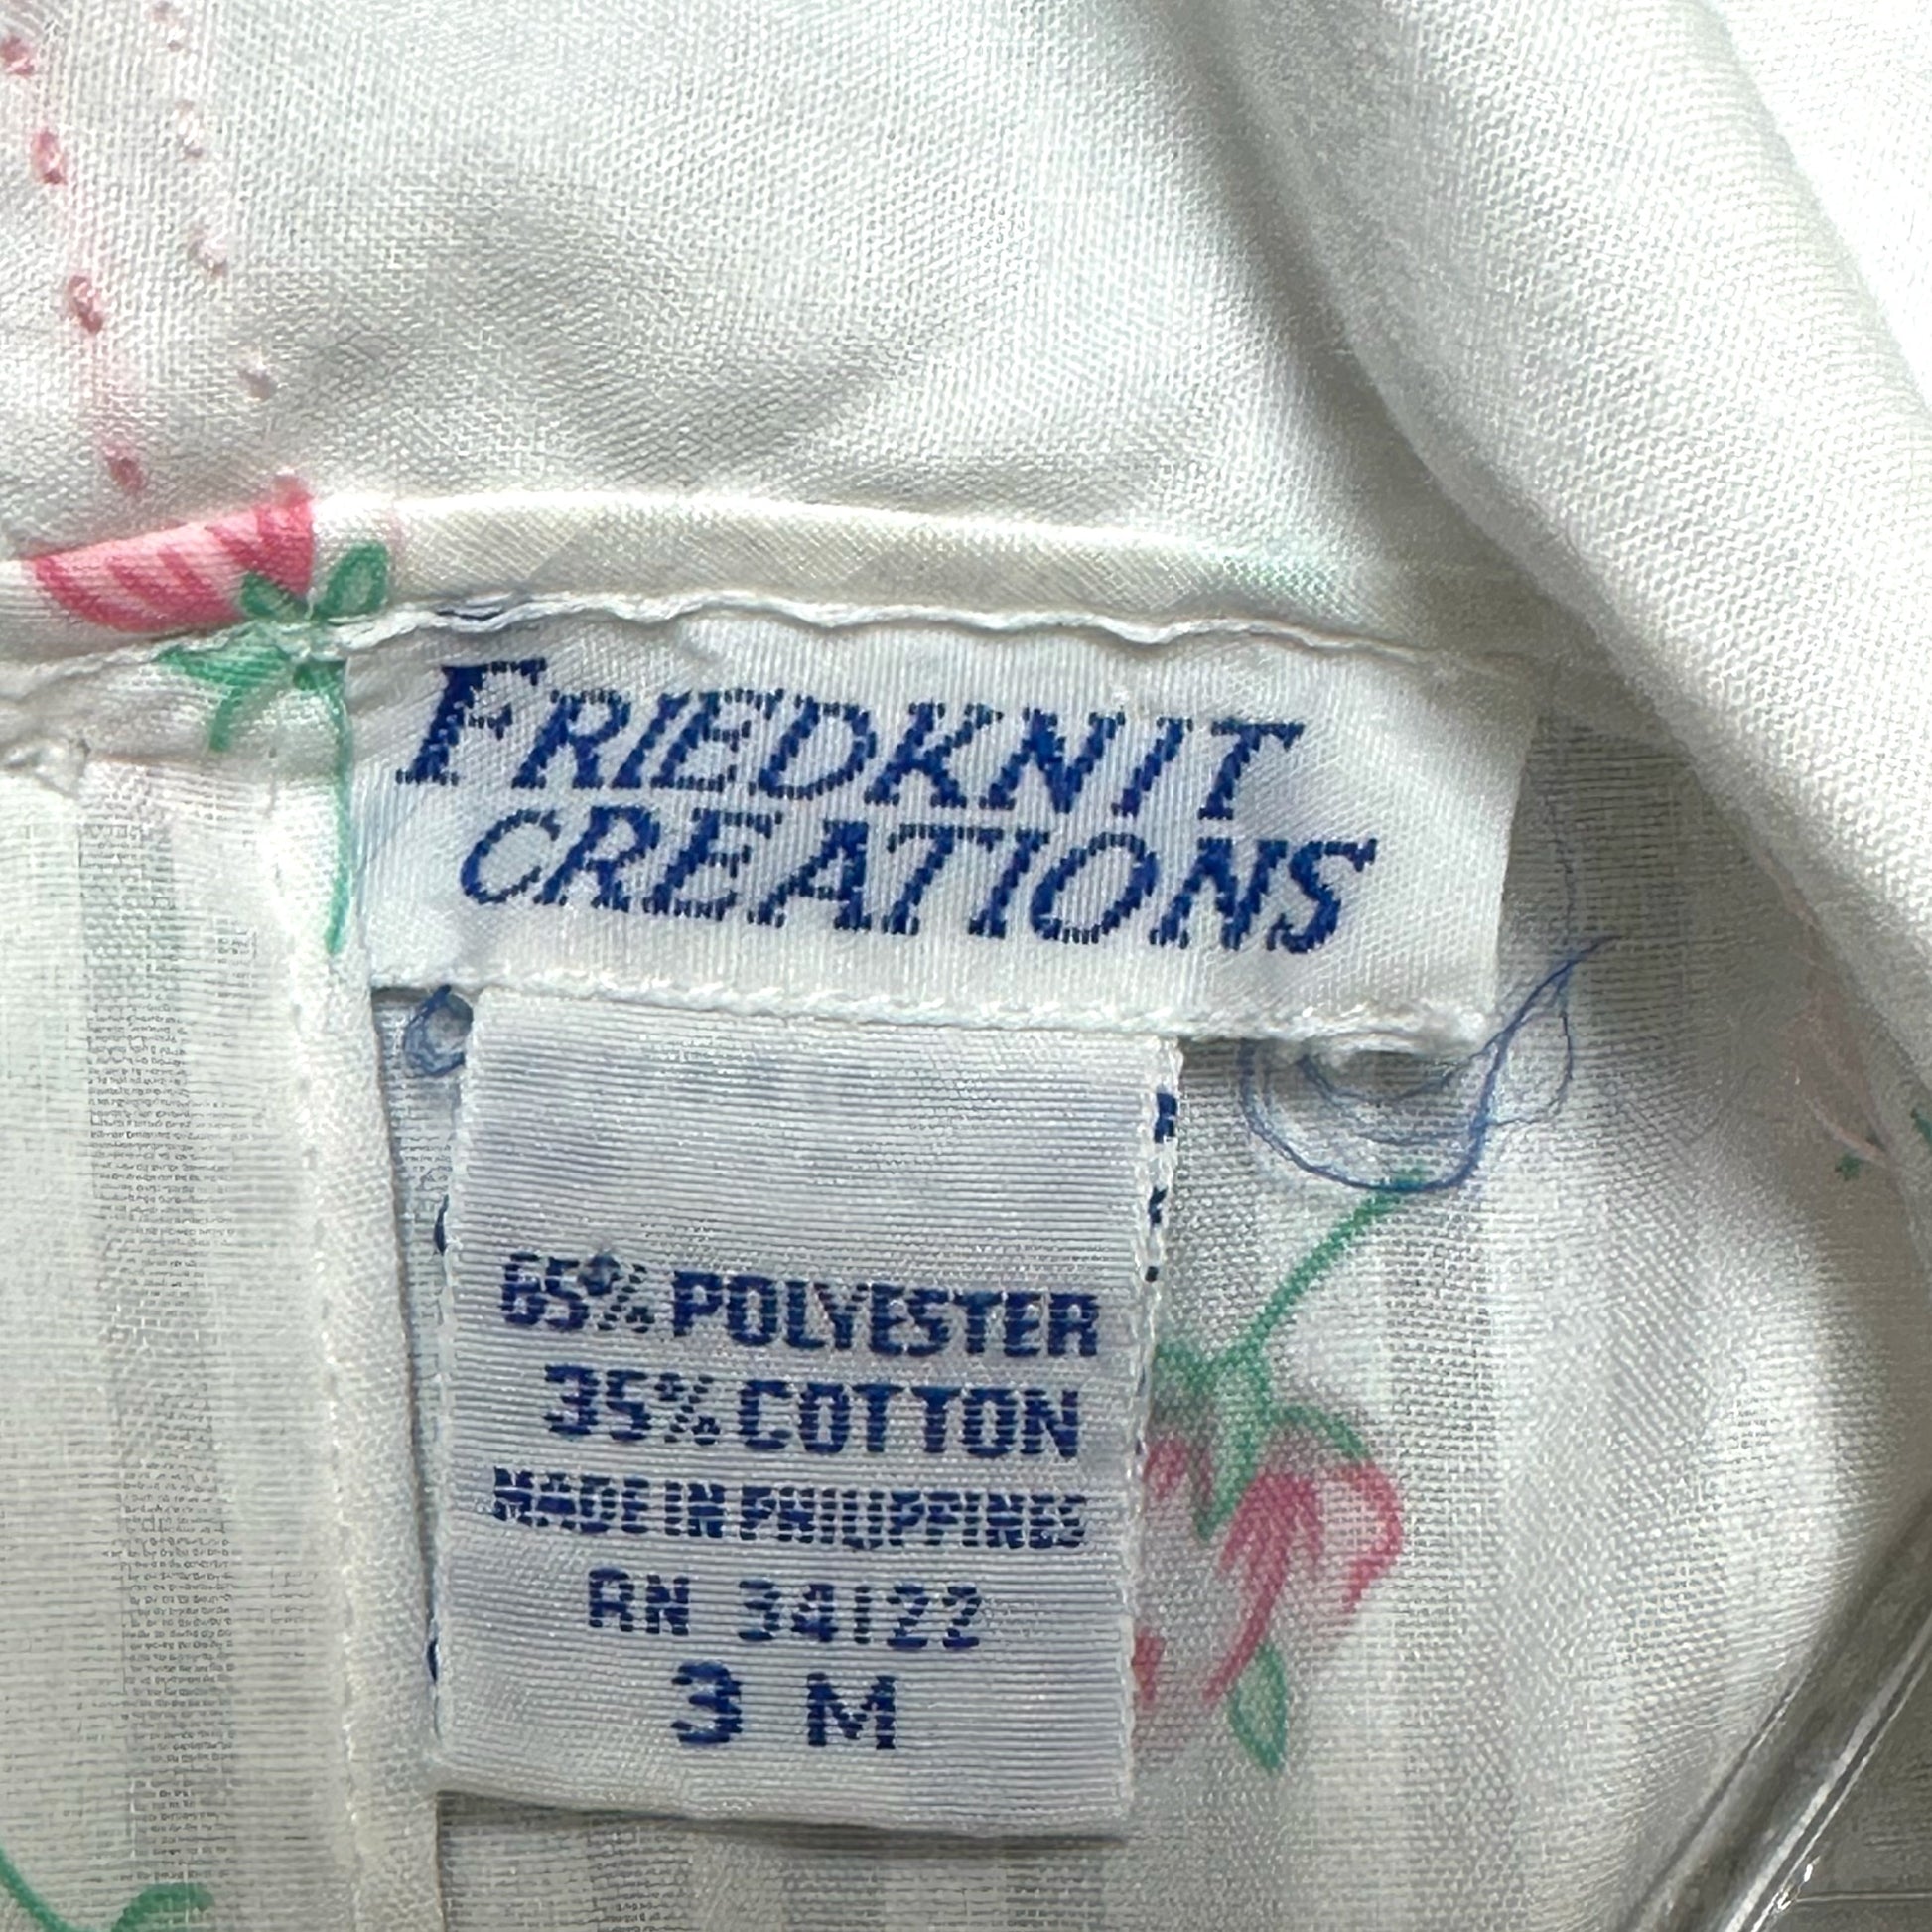 FRIEDKNIT
CREATIONS
65% POLYESTER
35% COTTON
MADE IN PHILIPPINES
RN 34122
3 M